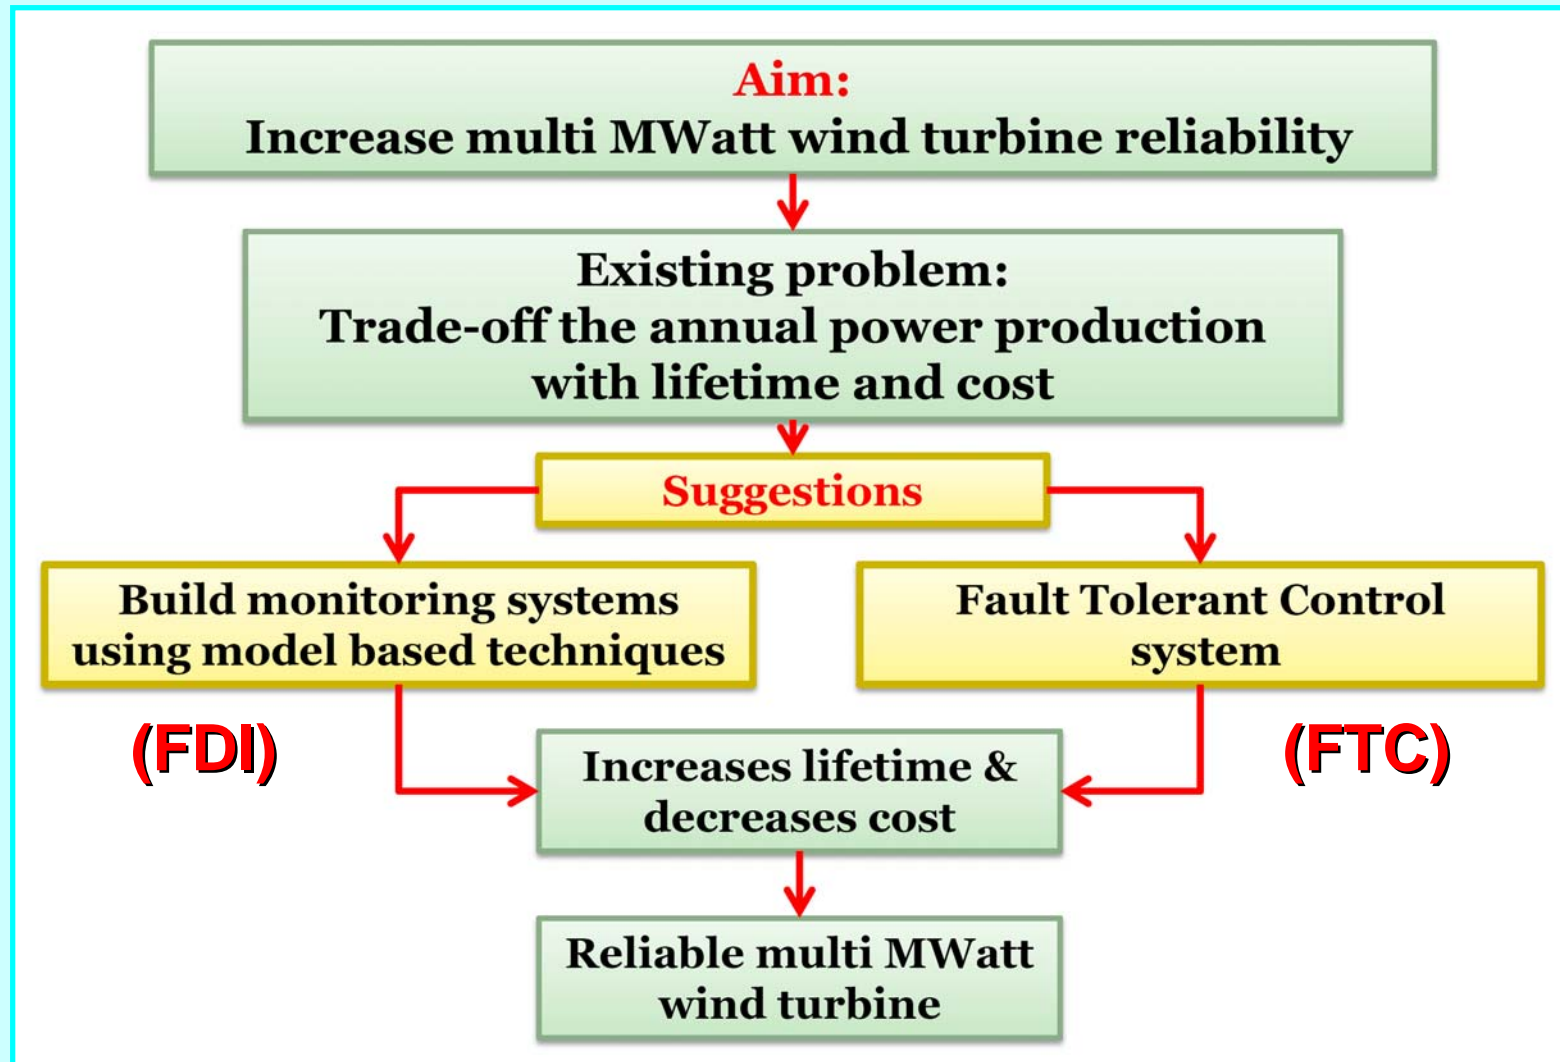 Aim:
Increase multi MWatt wind turbine reliability
Existing problem:
Trade-off the annual power production
with lifetime and cost
Suggestions
Build monitoring systems
using model based techniques
Fault Tolerant Control
system
(FDI)
(FTC)
Increases lifetime &
decreases cost
Reliable multi MWatt
wind turbine